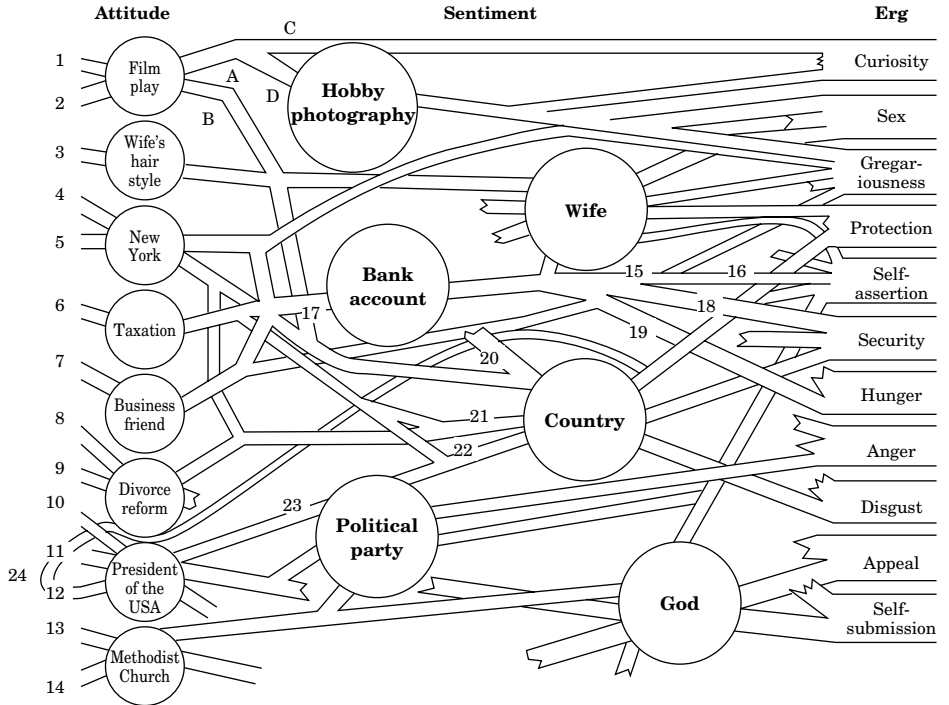 Attitude
Sentiment
Erg
C
1
Film
play
A
D
B
2
Hobby
photography
Curiosity
Sex
3
Wife's
hair
style
Gregar-
iousness
4
5
New
York
Wife
Protection
Bank
account
15
16
Self-
assertion
6
Taxation
17
18
19
Security
7
20
Business
friend
Country
21
22
Hunger
8
Anger
9
Divorce
reform
10
23
Political
party
Disgust
11
24
12
President
of the
USA
Appeal
God
Self-
submission
13
Methodist
Church
14